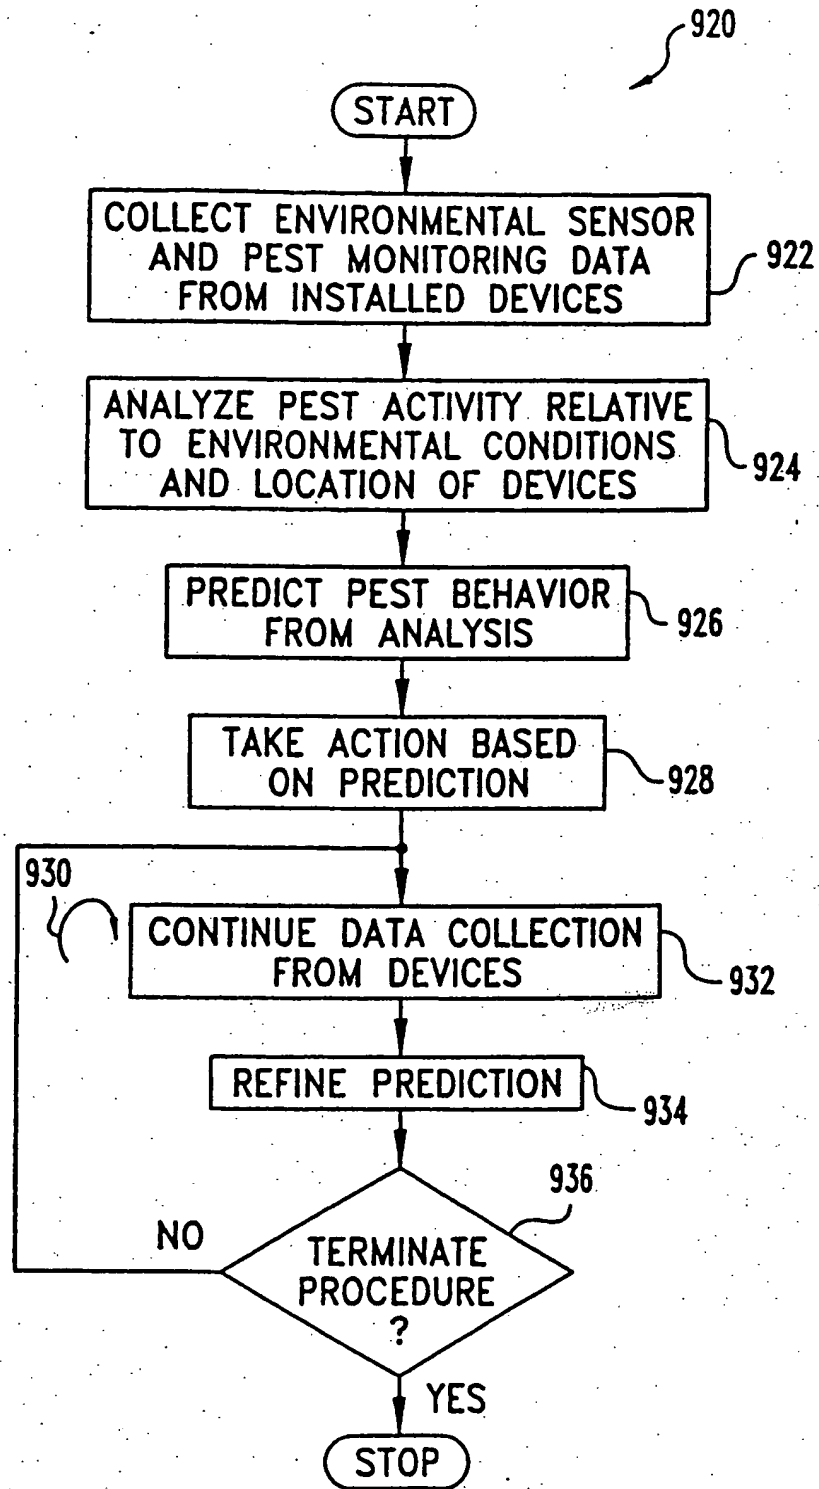 920
START
COLLECT ENVIRONMENTAL SENSOR
AND PEST MONITORING DATA
FROM INSTALLED DEVICES
922
ANALYZE PEST ACTIVITY RELATIVE
TO ENVIRONMENTAL CONDITIONS
AND LOCATION OF DEVICES
924
PREDICT PEST BEHAVIOR
FROM ANALYSIS
926
TAKE ACTION BASED
ON PREDICTION
928
930
CONTINUE DATA COLLECTION
FROM DEVICES
932
REFINE PREDICTION
934
936
NO
TERMINATE
PROCEDURE
?
YES
STOP